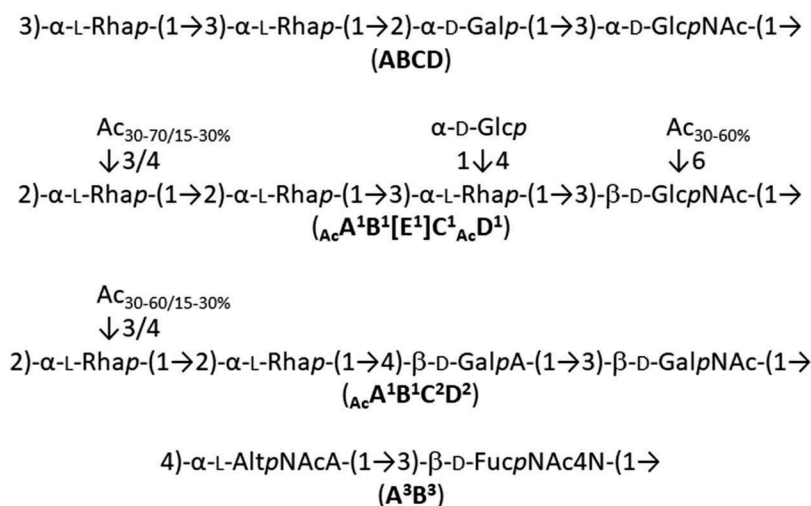 3)-α-L-Rhap-(1→3)-α-L-Rhap-(1→2)-α-D-Galp-(1→3)-α-D-GlcpNAc-(1→
(ABCD)
Ac30-70/15-30% α-D-Glcp Ac30-60%
↓3/4 1↓4 ↓6
2)-α-L-Rhap-(1→2)-α-L-Rhap-(1→3)-α-L-Rhap-(1→3)-β-D-GlcpNAc-(1→
(AcA¹B¹[E¹]C¹AcD¹)
Ac30-60/15-30%
↓3/4
2)-α-L-Rhap-(1→2)-α-L-Rhap-(1→4)-β-D-GalpA-(1→3)-β-D-GalpNAc-(1→
(AcA¹B¹C²D²)
4)-α-L-AltpNAcA-(1→3)-β-D-FucpNAc4N-(1→
(A³B³)